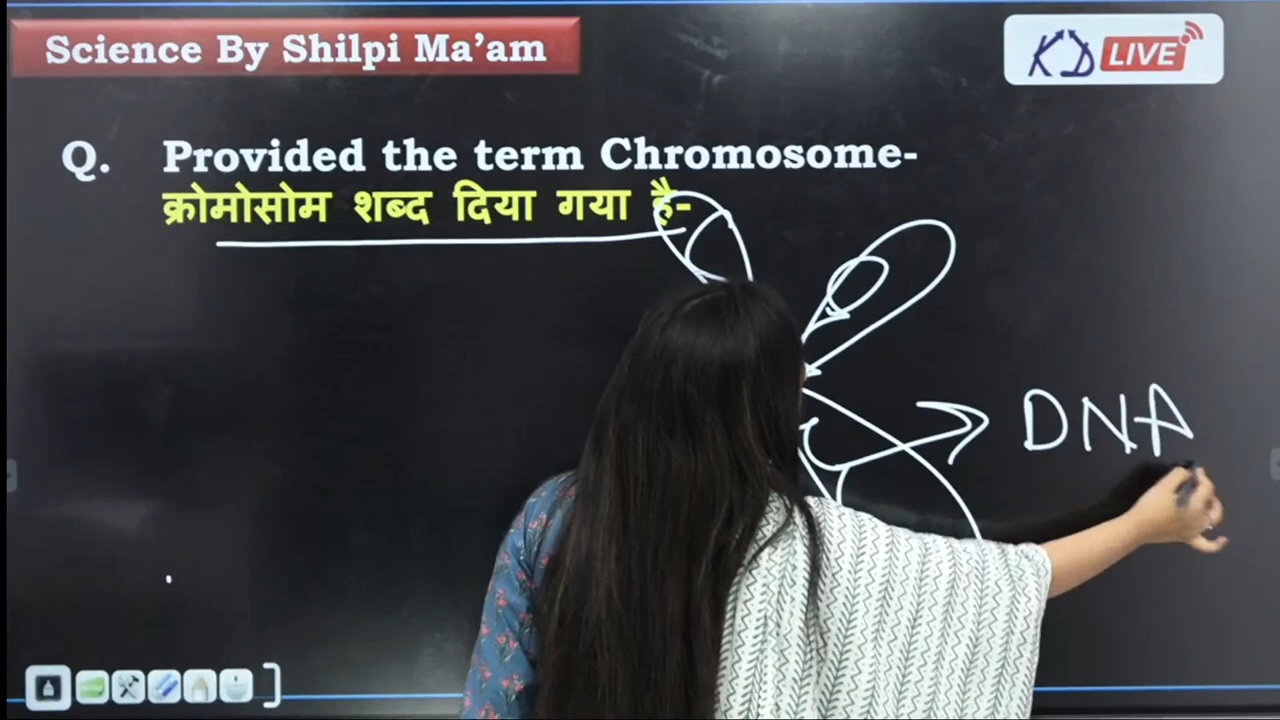 Science By Shilpi Ma'am
KD LIVE
Q. Provided the term Chromosome-
क्रोमोसोम शब्द दिया गया है-
DNA